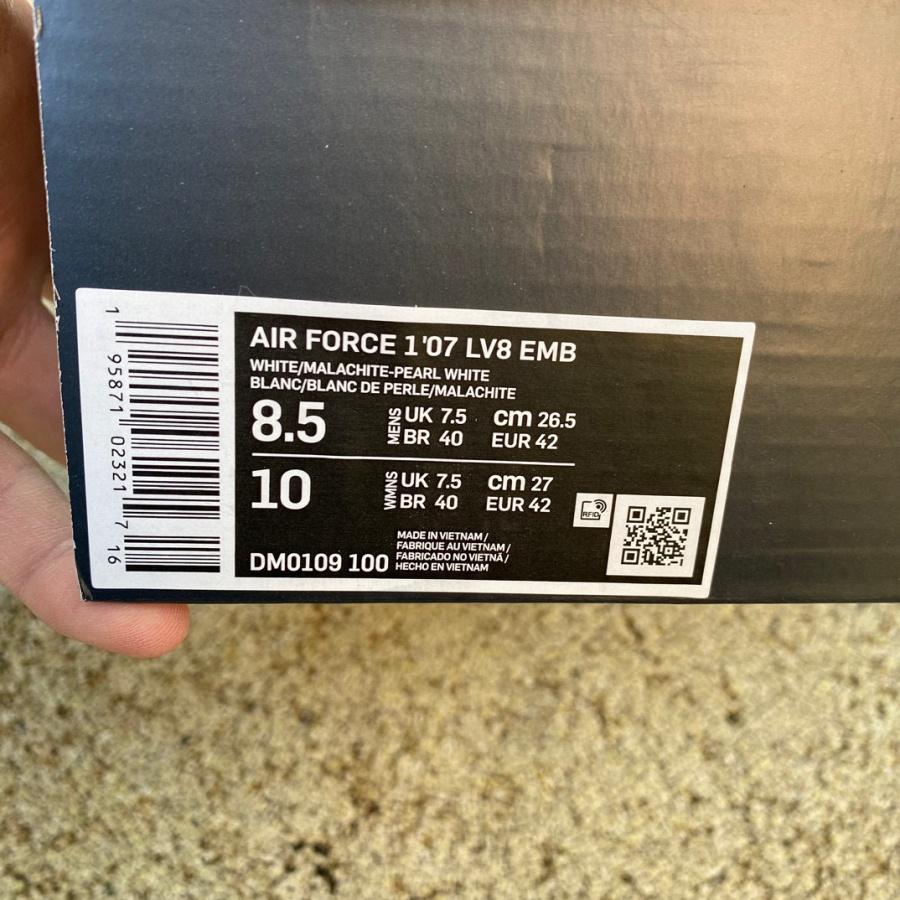 AIR FORCE 1 '07 LV8 EMB
WHITE/MALACHITE-PEARL WHITE
BLANC/BLANC DE PERLE/MALACHITE
8.5 MENS UK 7.5 cm 26.5
BR 40 EUR 42
10 WMNS UK 7.5 cm 27
BR 40 EUR 42
RFID
DM0109 100
MADE IN VIETNAM /
FABRIQUE AU VIETNAM /
FABRICADO NO VIETNÃ /
HECHO EN VIETNAM
1 95871 02321 7 16